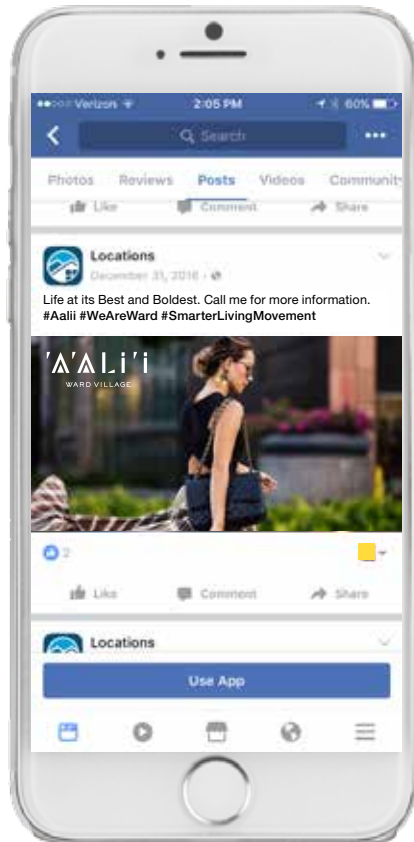 Verizon 2:05 PM 60%
Search
Photos Reviews Posts Videos Community
Like Comment Share
Locations
December 31, 2016
Life at its Best and Boldest. Call me for more information.
#Aalii #WeAreWard #SmarterLivingMovement
'A'ALI'I
WARD VILLAGE
2
Like Comment Share
Locations
Use App